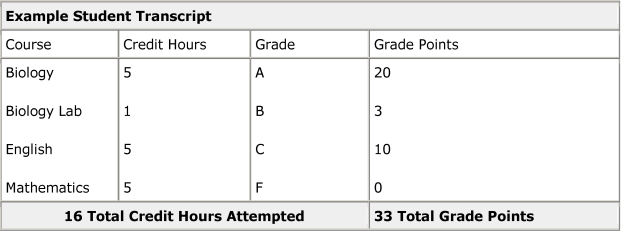 Example Student Transcript
Course Credit Hours Grade Grade Points
Biology 5 A 20
Biology Lab 1 B 3
English 5 C 10
Mathematics 5 F 0
16 Total Credit Hours Attempted 33 Total Grade Points